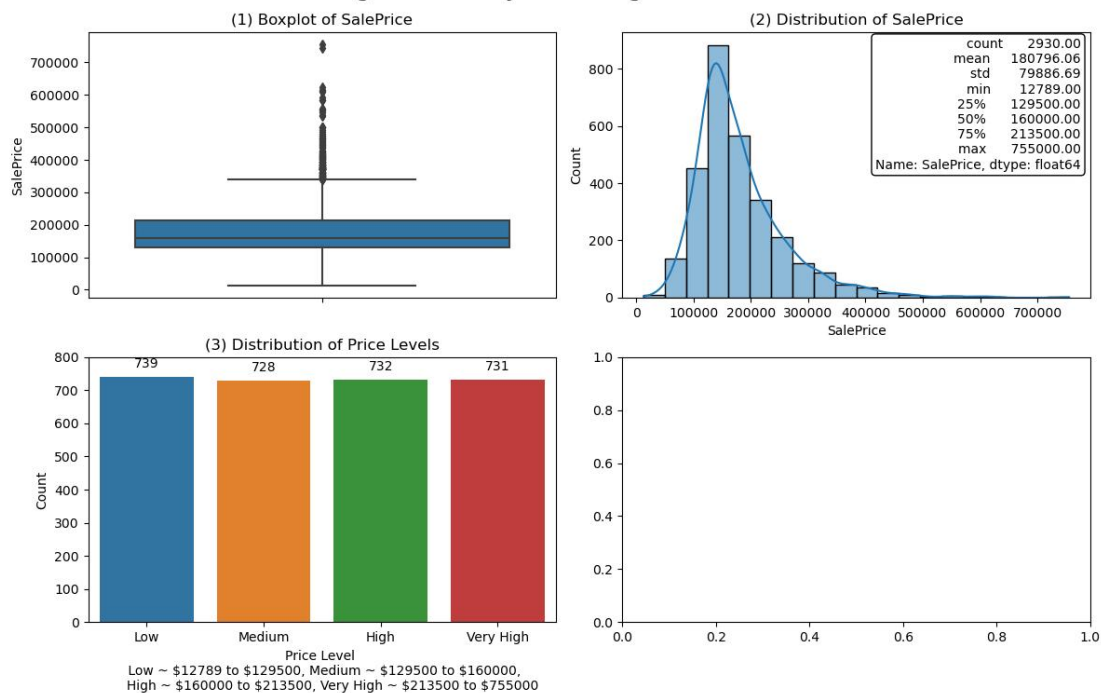 (1) Boxplot of SalePrice
700000
600000
500000
400000
300000
200000
100000
0
SalePrice
(2) Distribution of SalePrice
count 2930.00
mean 180796.06
std 79886.69
min 12789.00
25% 129500.00
50% 160000.00
75% 213500.00
max 755000.00
Name: SalePrice, dtype: float64
800
600
400
200
0
Count
0 100000 200000 300000 400000 500000 600000 700000
SalePrice
(3) Distribution of Price Levels
800
700
600
500
400
300
200
100
0
Count
739 728 732 731
Low Medium High Very High
Price Level
Low ~ $12789 to $129500, Medium ~ $129500 to $160000,
High ~ $160000 to $213500, Very High ~ $213500 to $755000
1.0
0.8
0.6
0.4
0.2
0.0
0.0 0.2 0.4 0.6 0.8 1.0